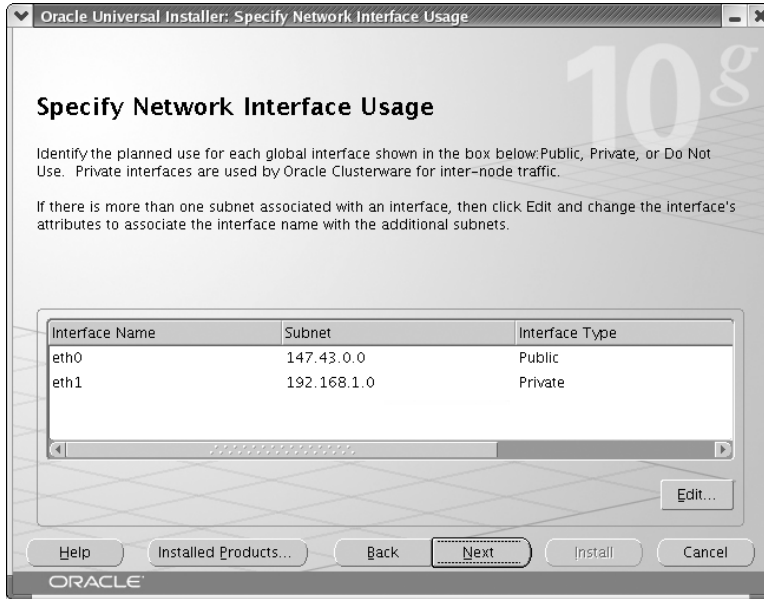 Oracle Universal Installer: Specify Network Interface Usage
10g
Specify Network Interface Usage
Identify the planned use for each global interface shown in the box below:Public, Private, or Do Not
Use. Private interfaces are used by Oracle Clusterware for inter-node traffic.
If there is more than one subnet associated with an interface, then click Edit and change the interface's
attributes to associate the interface name with the additional subnets.
Interface Name Subnet Interface Type
eth0 147.43.0.0 Public
eth1 192.168.1.0 Private
Edit...
Help Installed Products... Back Next Install Cancel
ORACLE